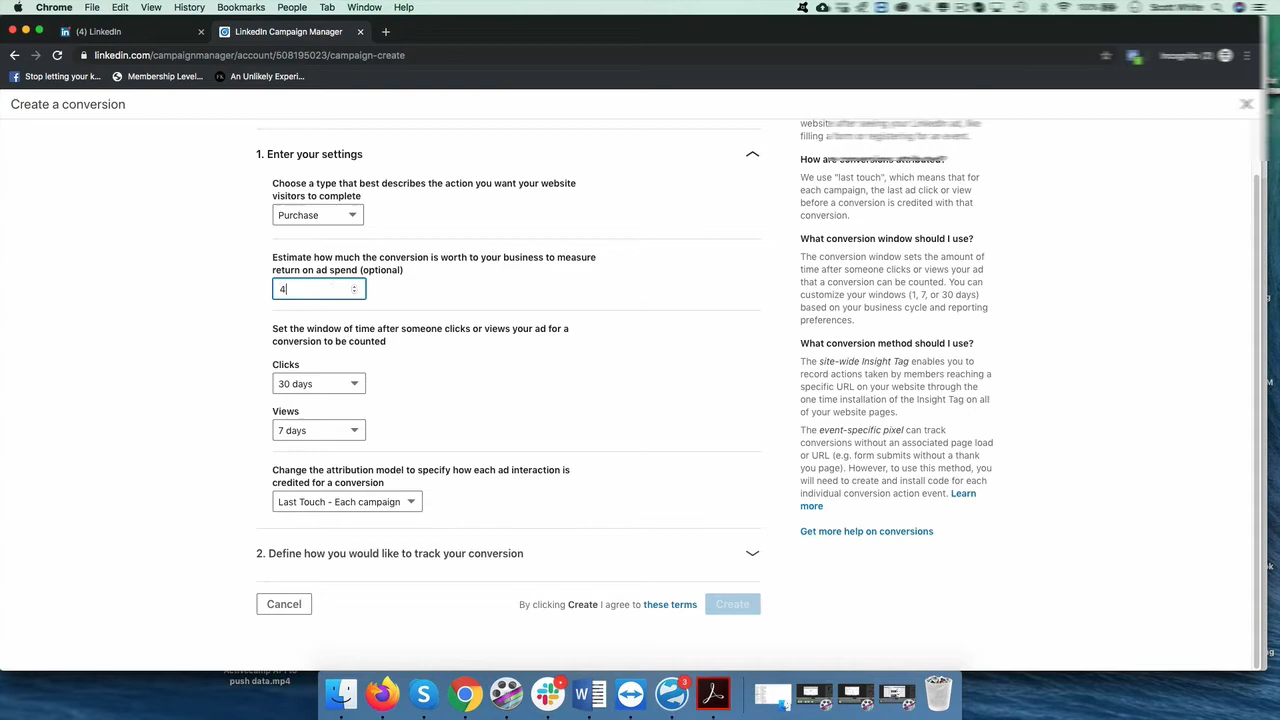 Chrome File Edit View History Bookmarks People Tab Window Help
(4) LinkedIn
LinkedIn Campaign Manager
linkedin.com/campaignmanager/account/508195023/campaign-create
Stop letting your k... Membership Level... An Unlikely Experi...
Create a conversion
1. Enter your settings
Choose a type that best describes the action you want your website
visitors to complete
Purchase
Estimate how much the conversion is worth to your business to measure
return on ad spend (optional)
4
Set the window of time after someone clicks or views your ad for a
conversion to be counted
Clicks
30 days
Views
7 days
Change the attribution model to specify how each ad interaction is
credited for a conversion
Last Touch - Each campaign
2. Define how you would like to track your conversion
Cancel
By clicking Create I agree to these terms
Create
website after seeing your LinkedIn ad, like
filling a form or registering for an event.
How are conversions attributed?
We use "last touch", which means that for
each campaign, the last ad click or view
before a conversion is credited with that
conversion.
What conversion window should I use?
The conversion window sets the amount of
time after someone clicks or views your ad
that a conversion can be counted. You can
customize your windows (1, 7, or 30 days)
based on your business cycle and reporting
preferences.
What conversion method should I use?
The site-wide Insight Tag enables you to
record actions taken by members reaching a
specific URL on your website through the
one time installation of the Insight Tag on all
of your website pages.
The event-specific pixel can track
conversions without an associated page load
or URL (e.g. form submits without a thank
you page). However, to use this method, you
will need to create and install code for each
individual conversion action event. Learn
more
Get more help on conversions
push data.mp4
3